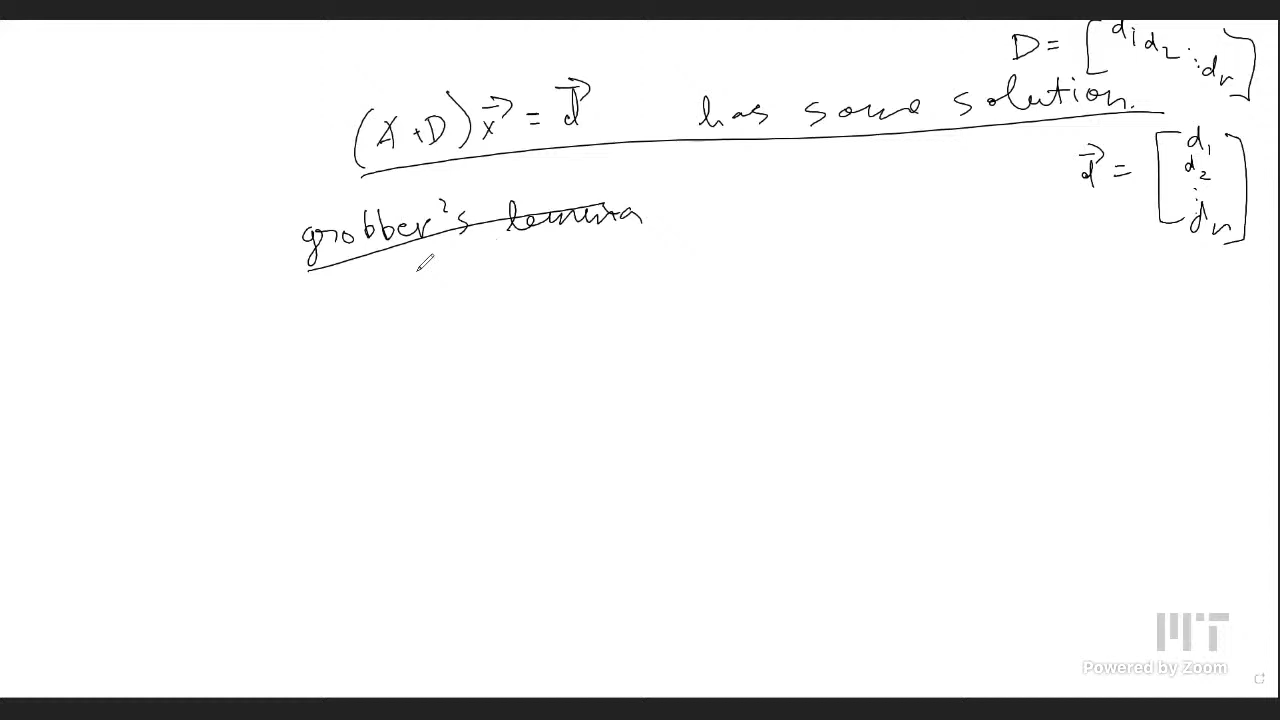 D = [d1 d2 ⋱ dn]
(A+D) x⃗ = d⃗ has some solution.
d⃗ = [d1 d2 ⋮ dn]
grobber's lemma
MIT
Powered by Zoom